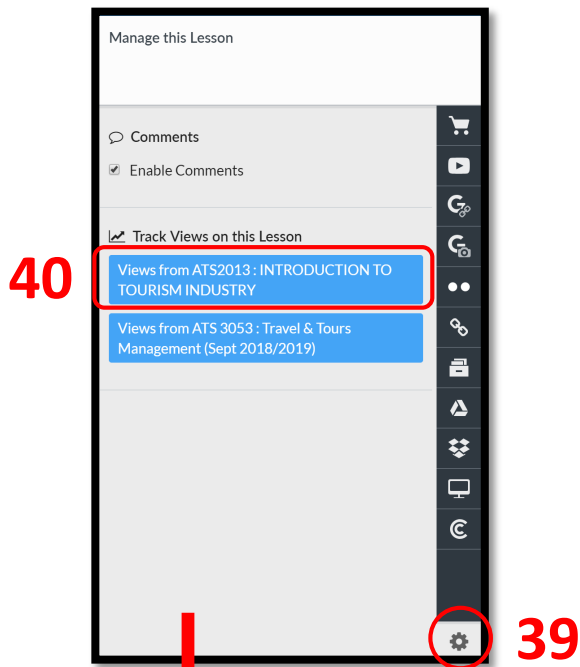 Manage this Lesson
Comments
Enable Comments
Track Views on this Lesson
40
Views from ATS2013 : INTRODUCTION TO
TOURISM INDUSTRY
Views from ATS 3053 : Travel & Tours
Management (Sept 2018/2019)
39